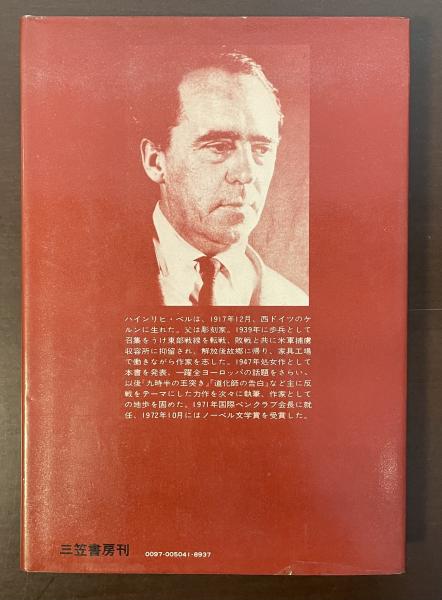 ハインリヒ・ベルは、1917年12月、西ドイツのケ
ルンに生れた。父は彫刻家。1939年に歩兵として
召集をうけ東部戦線を転戦、敗戦と共に米軍捕虜
収容所に抑留され、解放後故郷に帰り、家具工場
で働きながら作家を志した。1947年処女作として
本書を発表、一躍全ヨーロッパの話題をさらい、
以後「九時半の玉突き」「道化師の告白」など主に反
戦をテーマにした力作を次々に執筆、作家として
の地歩を固めた。1971年国際ペンクラブ会長に就
任、1972年10月にはノーベル文学賞を受賞した。
三笠書房刊
0097-005041-8937